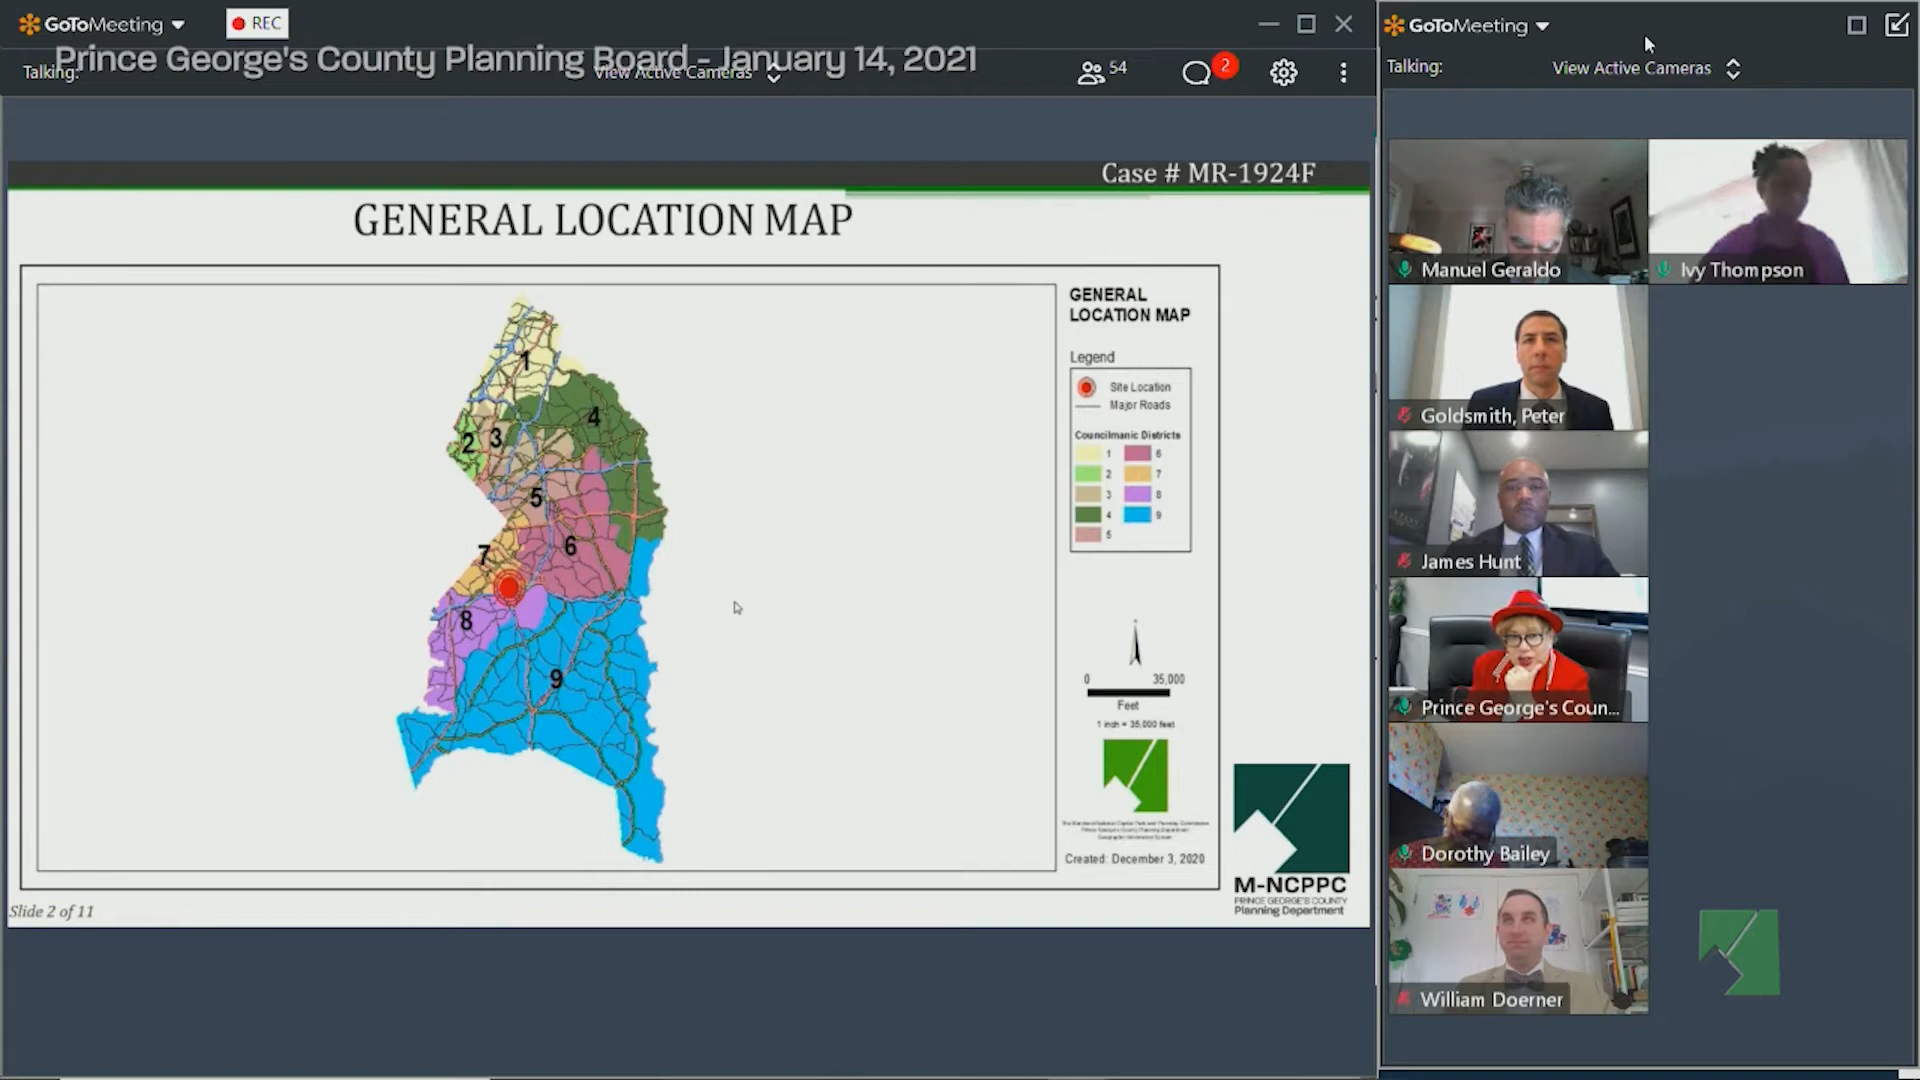 GoToMeeting
REC
Prince George's County Planning Board - January 14, 2021
Talking:
View Active Cameras
54
2
Case # MR-1924F
GENERAL LOCATION MAP
1
2
3
4
5
6
7
8
9
GENERAL
LOCATION MAP
Legend
Site Location
Major Roads
Councilmanic Districts
1 6
2 7
3 8
4 9
5
0 35,000
Feet
1 inch = 35,000 feet
Created: December 3, 2020
M-NCPPC
PRINCE GEORGE'S COUNTY
Planning Department
Slide 2 of 11
GoToMeeting
Talking:
View Active Cameras
Manuel Geraldo
Ivy Thompson
Goldsmith, Peter
James Hunt
Prince George's Coun...
Dorothy Bailey
William Doerner